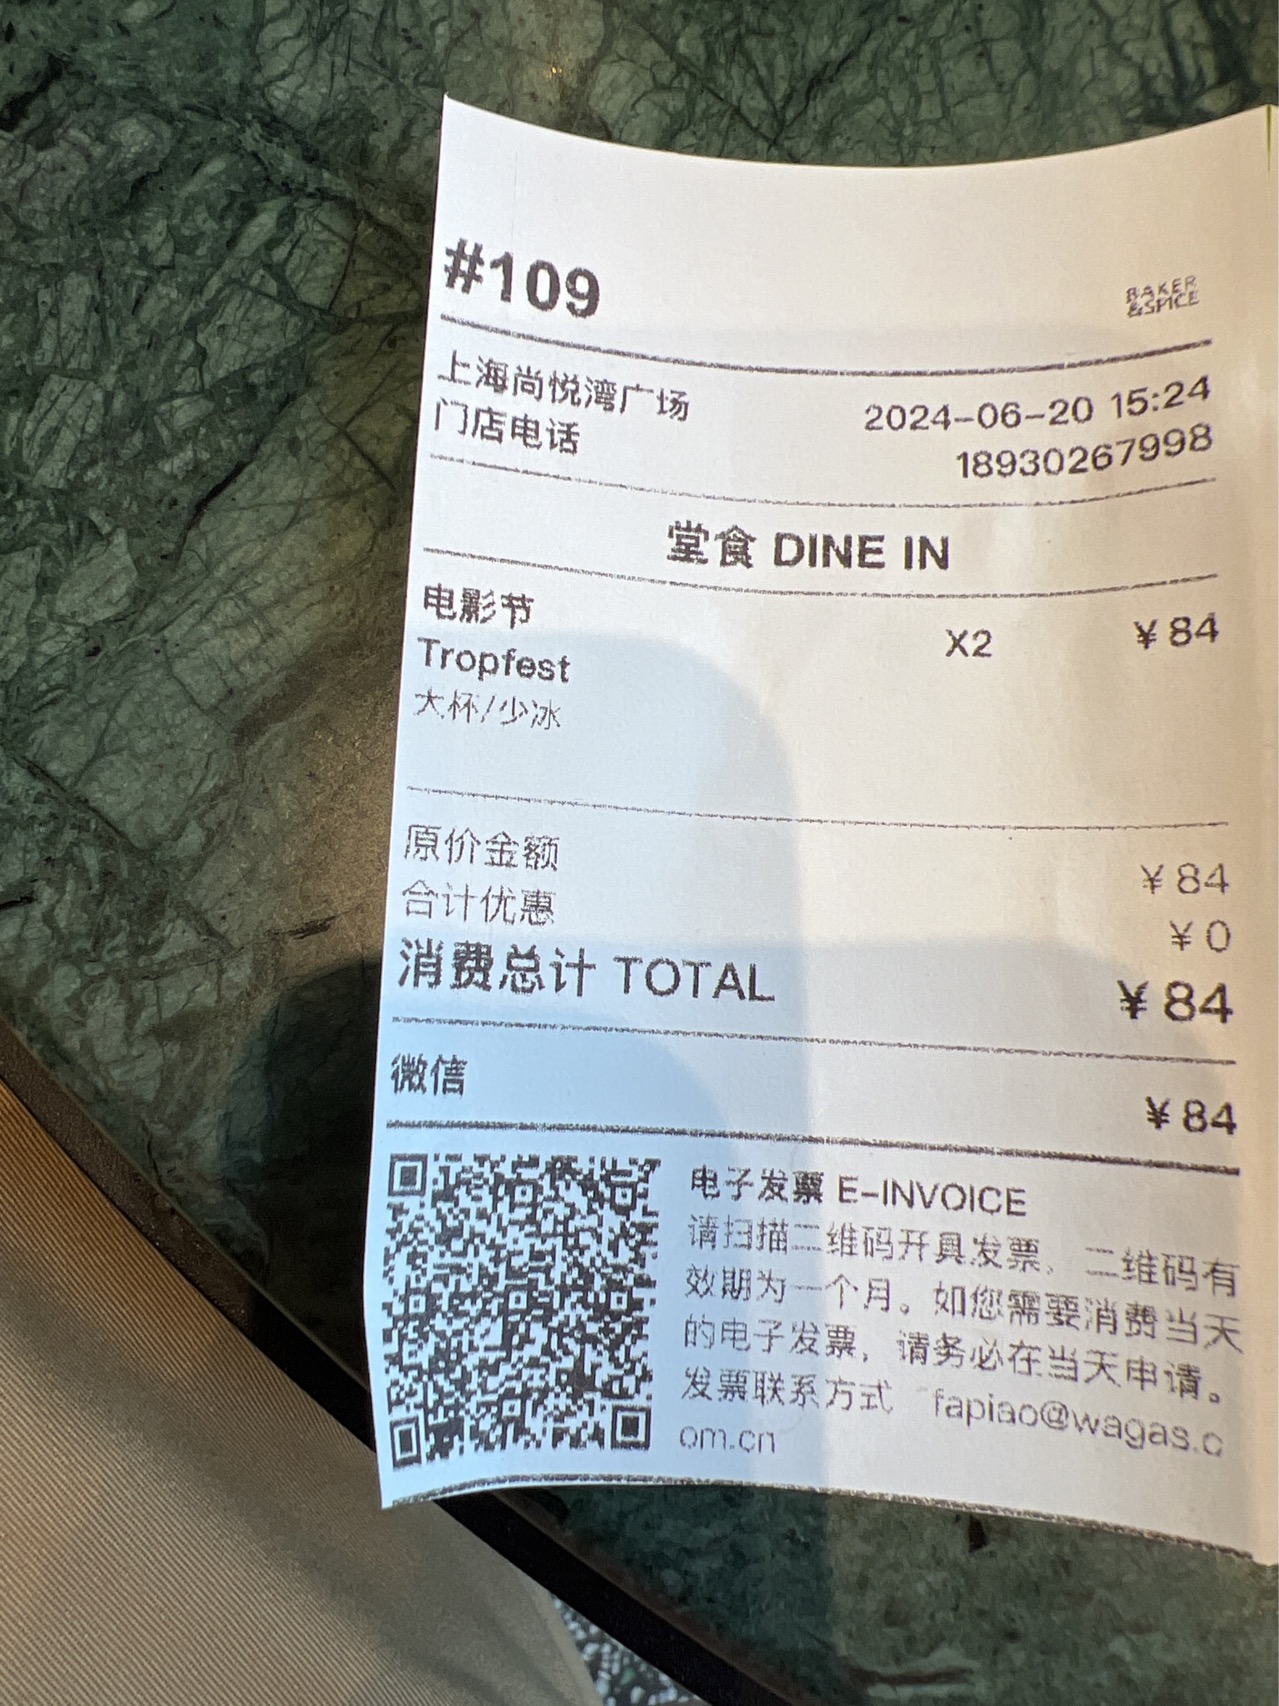 #109
BAKER
&SPICE
上海尚悦湾广场 2024-06-20 15:24
门店电话 18930267998
堂食 DINE IN
电影节 X2 ¥84
Tropfest
大杯/少冰
原价金额 ¥84
合计优惠 ¥0
消费总计 TOTAL ¥84
微信 ¥84
电子发票 E-INVOICE
请扫描二维码开具发票，二维码有
效期为一个月。如您需要消费当天
的电子发票，请务必在当天申请。
发票联系方式 fapiao@wagas.c
om.cn